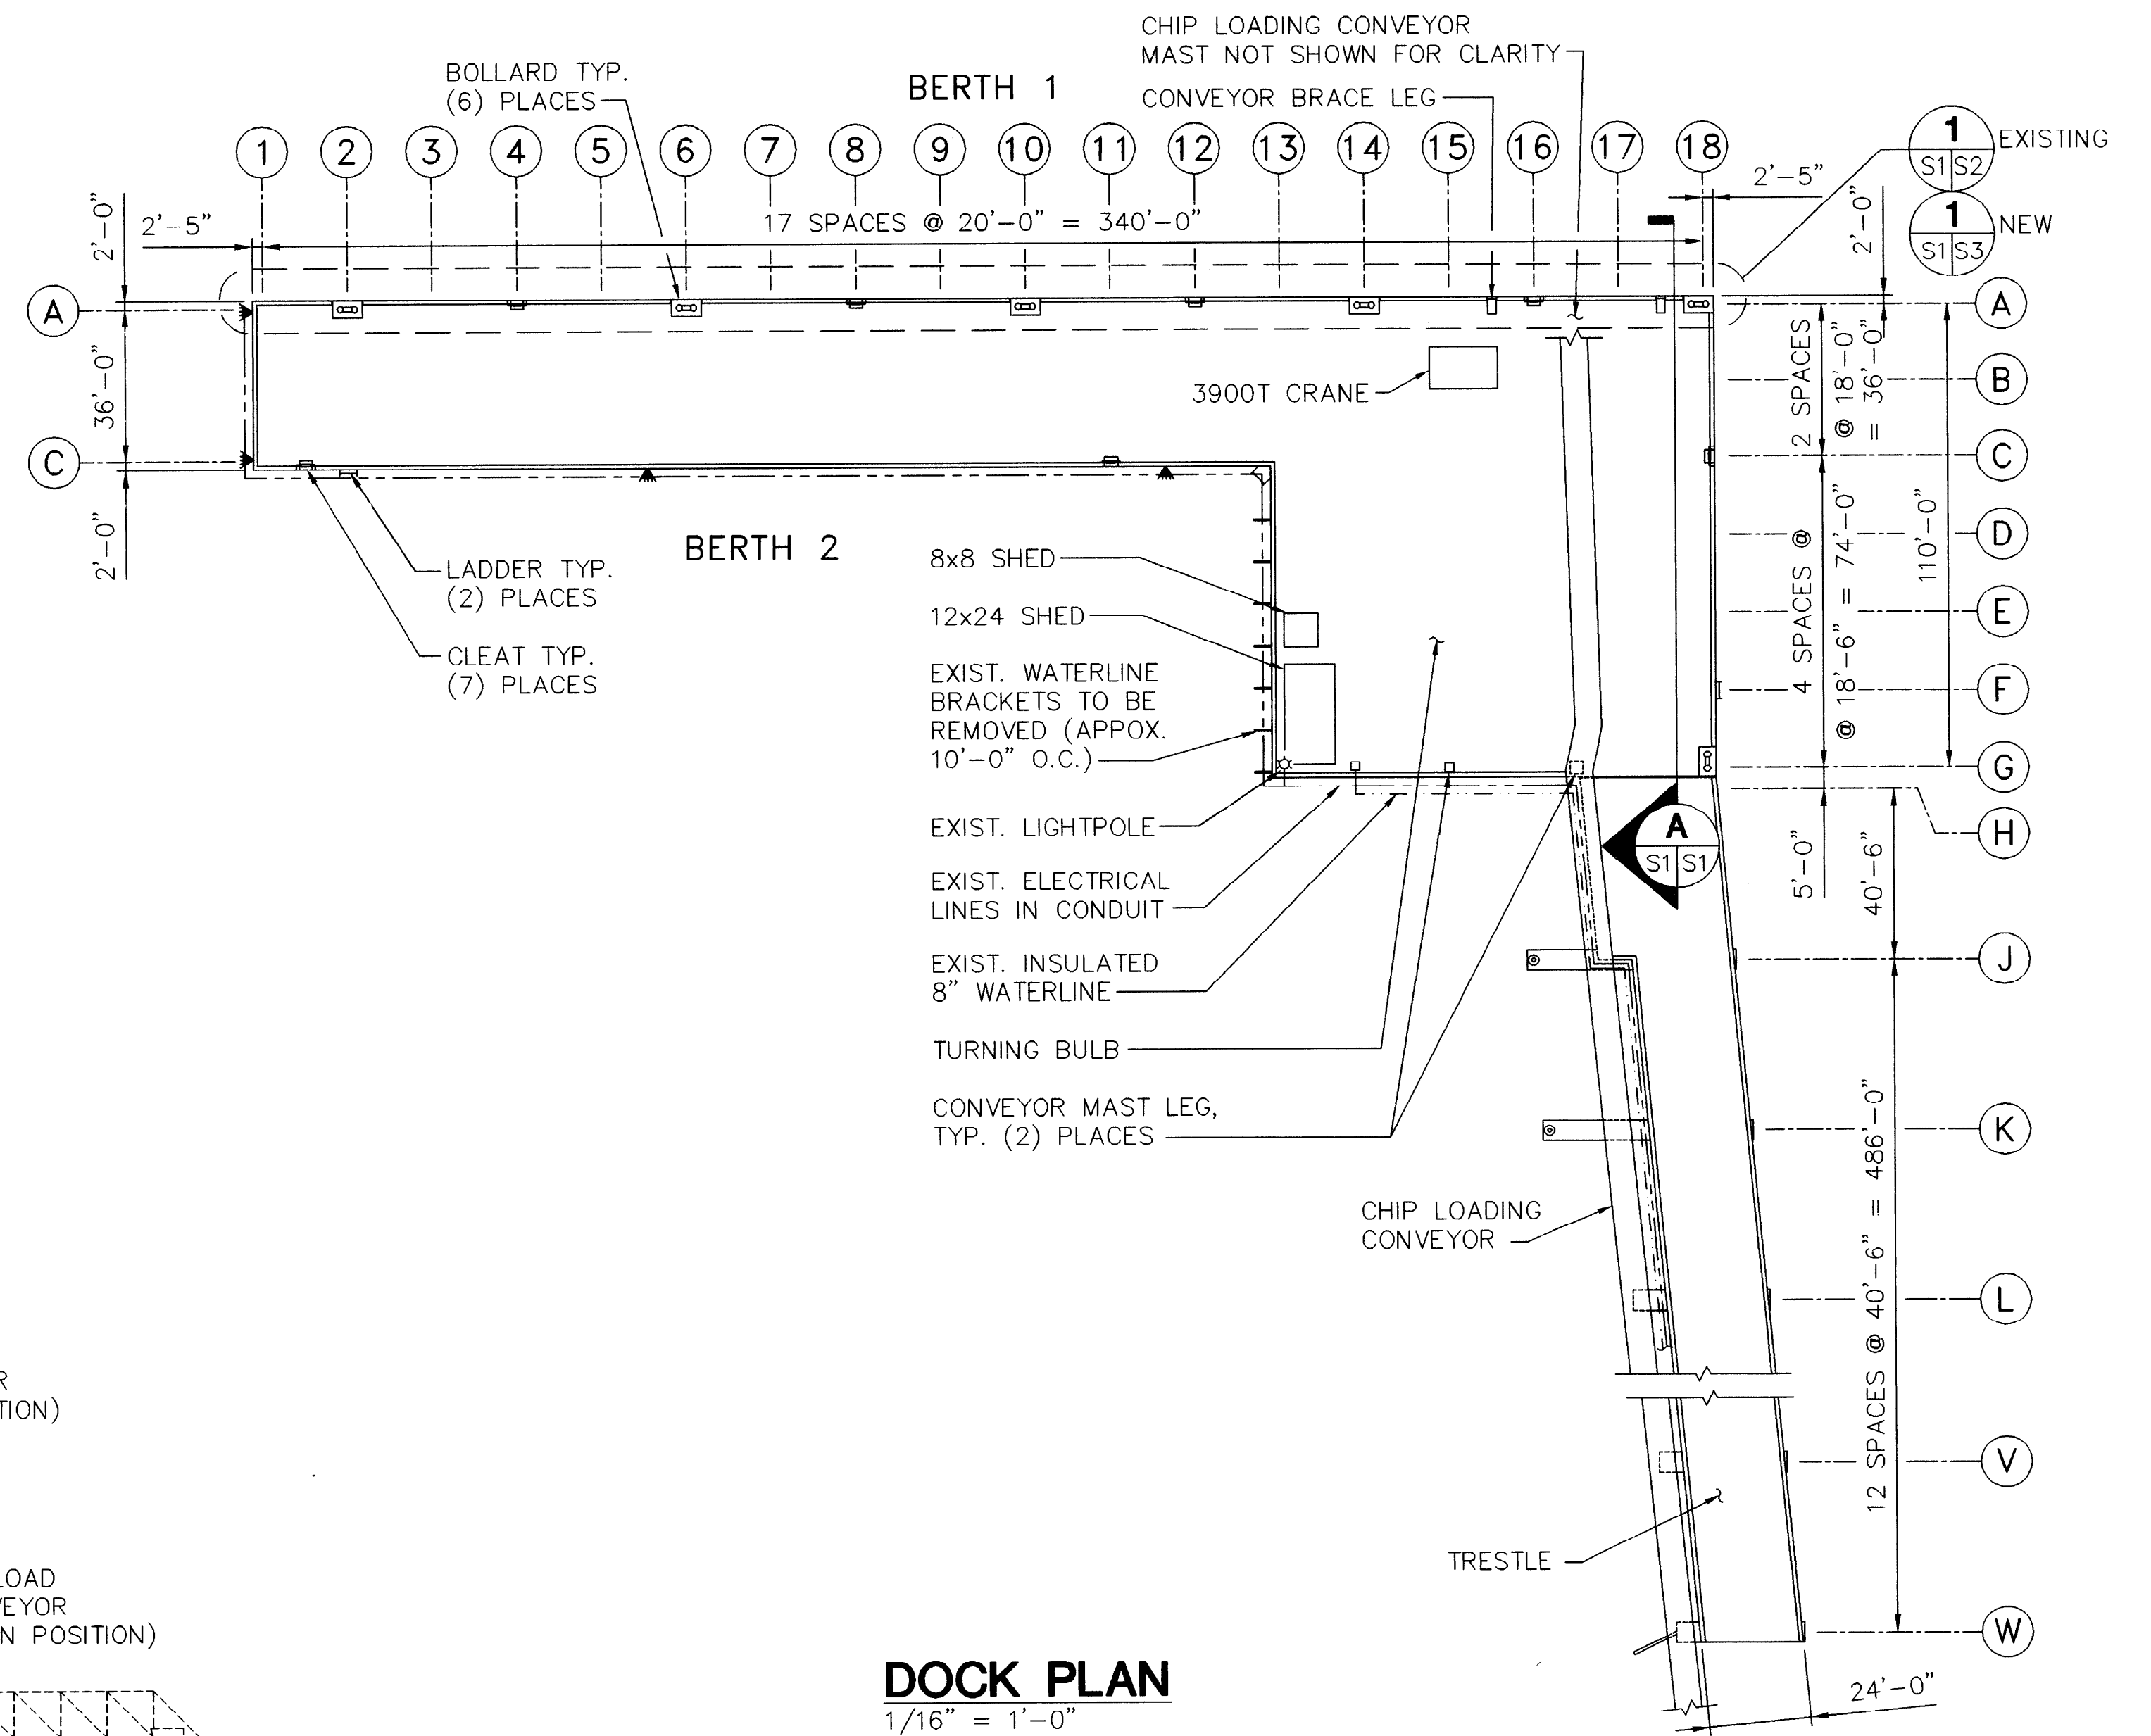 CHIP LOADING CONVEYOR
MAST NOT SHOWN FOR CLARITY
BOLLARD TYP.
(6) PLACES
BERTH 1
CONVEYOR BRACE LEG
1
S1 S2
EXISTING
1
S1 S3
NEW
1 2 3 4 5 6 7 8 9 10 11 12 13 14 15 16 17 18
2'-5"
17 SPACES @ 20'-0" = 340'-0"
2'-5"
2'-0"
2'-0"
A
A
36'-0"
C
2'-0"
3900T CRANE
2 SPACES
@ 18'-0"
= 36'-0"
B
C
4 SPACES @
@ 18'-6" = 74'-0"
110'-0"
D
E
F
G
H
BERTH 2
LADDER TYP.
(2) PLACES
CLEAT TYP.
(7) PLACES
8x8 SHED
12x24 SHED
EXIST. WATERLINE
BRACKETS TO BE
REMOVED (APPOX.
10'-0" O.C.)
EXIST. LIGHTPOLE
EXIST. ELECTRICAL
LINES IN CONDUIT
EXIST. INSULATED
8" WATERLINE
TURNING BULB
CONVEYOR MAST LEG,
TYP. (2) PLACES
A
S1 S1
5'-0"
40'-6"
J
K
CHIP LOADING
CONVEYOR
12 SPACES @ 40'-6" = 486'-0"
L
V
TRESTLE
W
24'-0"
R
TION)
LOAD
VEYOR
N POSITION)
DOCK PLAN
1/16" = 1'-0"